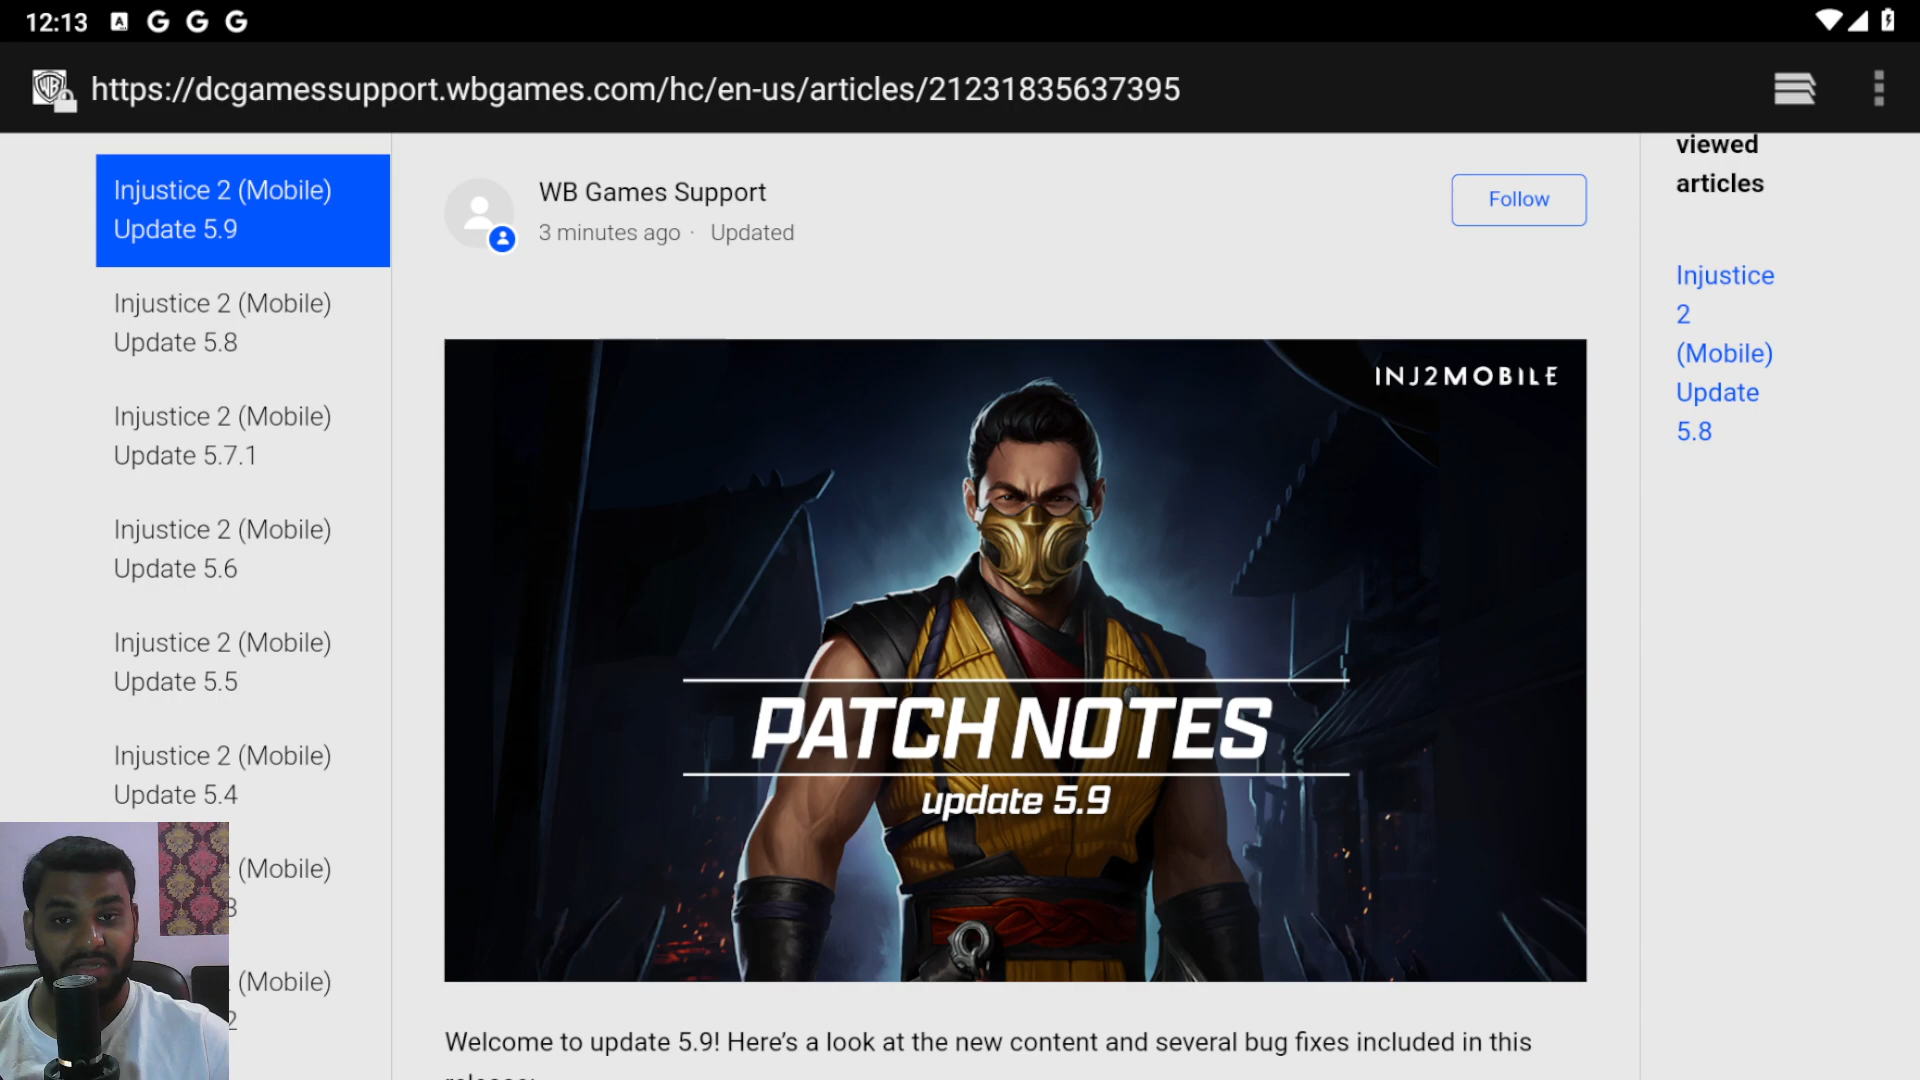 12:13
A G G G
WB
https://dcgamessupport.wbgames.com/hc/en-us/articles/21231835637395
Injustice 2 (Mobile)
Update 5.9
Injustice 2 (Mobile)
Update 5.8
Injustice 2 (Mobile)
Update 5.7.1
Injustice 2 (Mobile)
Update 5.6
Injustice 2 (Mobile)
Update 5.5
Injustice 2 (Mobile)
Update 5.4
(Mobile)
3
(Mobile)
2
WB Games Support
3 minutes ago · Updated
Follow
INJ2MOBILE
PATCH NOTES
update 5.9
Welcome to update 5.9! Here’s a look at the new content and several bug fixes included in this
viewed
articles
Injustice
2
(Mobile)
Update
5.8